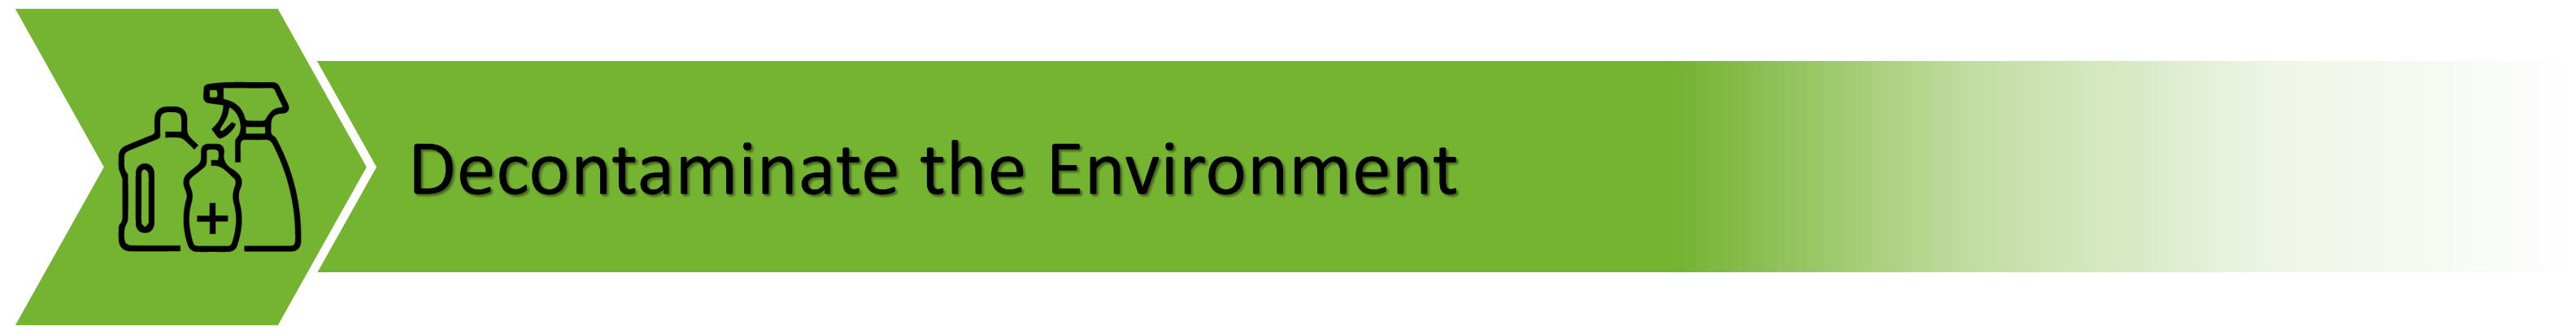 Decontaminate the Environment